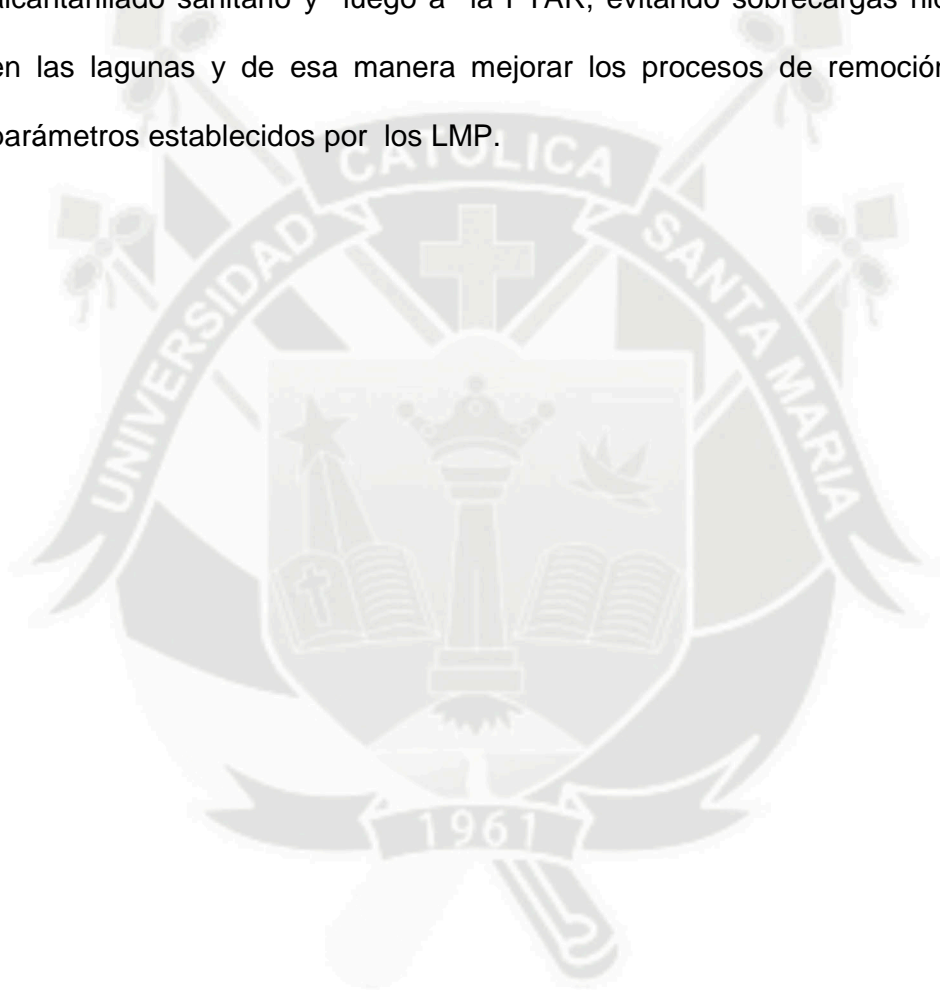 alcantarillado sanitario y luego a la PTAR, evitando sobrecargas
en las lagunas y de esa manera mejorar los procesos de remoción
parámetros establecidos por los LMP.
UNIVERSIDAD CATOLICA SANTA MARIA
1961